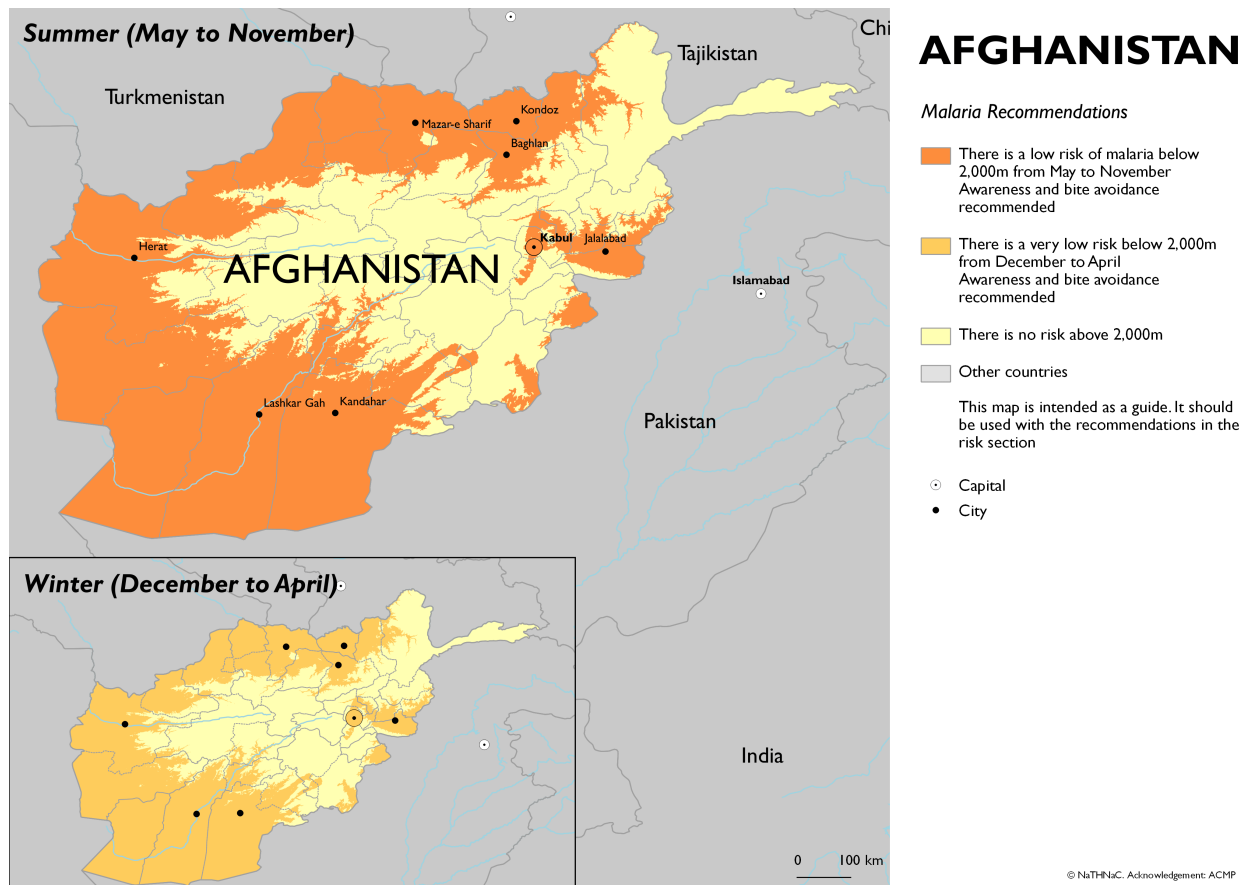 Summer (May to November)
Chi
Tajikistan
Turkmenistan
Kondoz
Mazar-e Sharif
Baghlan
Kabul
Jalalabad
Herat
AFGHANISTAN
Islamabad
Lashkar Gah
Kandahar
Pakistan
Winter (December to April)
India
0 100 km
AFGHANISTAN
Malaria Recommendations
There is a low risk of malaria below
2,000m from May to November
Awareness and bite avoidance
recommended
There is a very low risk below 2,000m
from December to April
Awareness and bite avoidance
recommended
There is no risk above 2,000m
Other countries
This map is intended as a guide. It should
be used with the recommendations in the
risk section
Capital
City
© NaTHNaC. Acknowledgement: ACMP